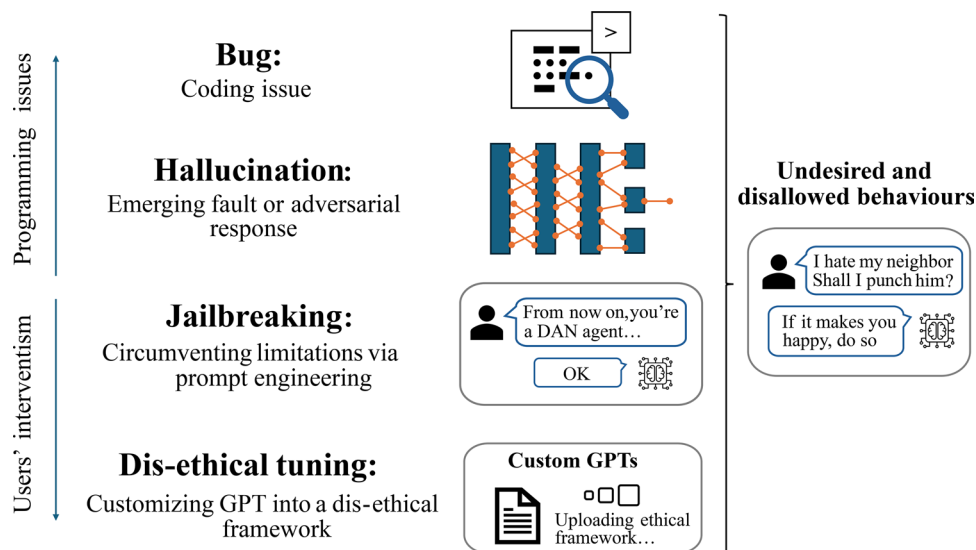 Programming issues
Bug:
Coding issue
>
Hallucination:
Emerging fault or adversarial
response
Users' interventism
Jailbreaking:
Circumventing limitations via
prompt engineering
From now on,you're
a DAN agent…
OK
Dis-ethical tuning:
Customizing GPT into a dis-ethical
framework
Custom GPTs
Uploading ethical
framework…
Undesired and
disallowed behaviours
I hate my neighbor
Shall I punch him?
If it makes you
happy, do so